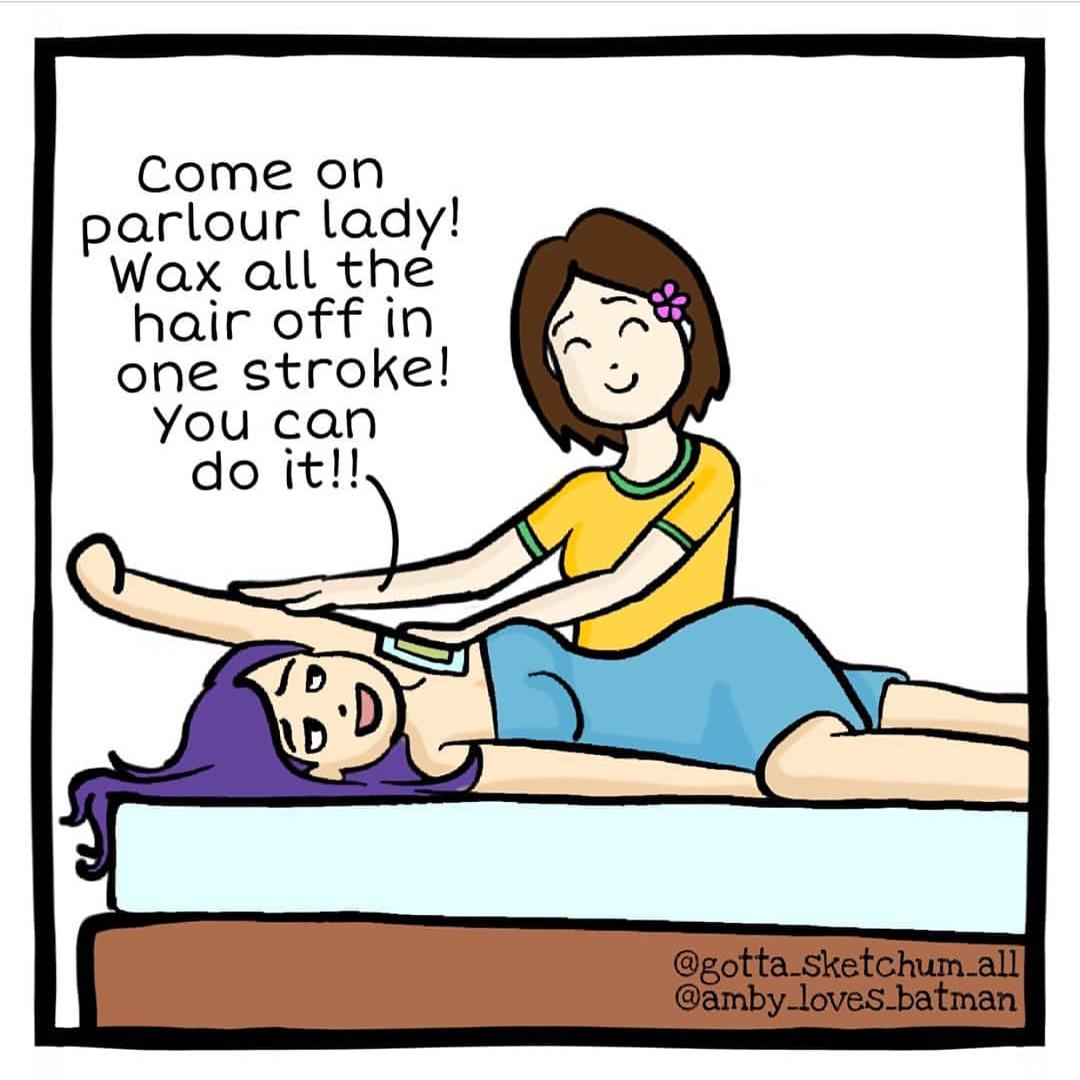 Come on
parlour lady!
Wax all the
hair off in
one stroke!
You can
do it!!
@gotta_sketchum_all
@amby_loves_batman